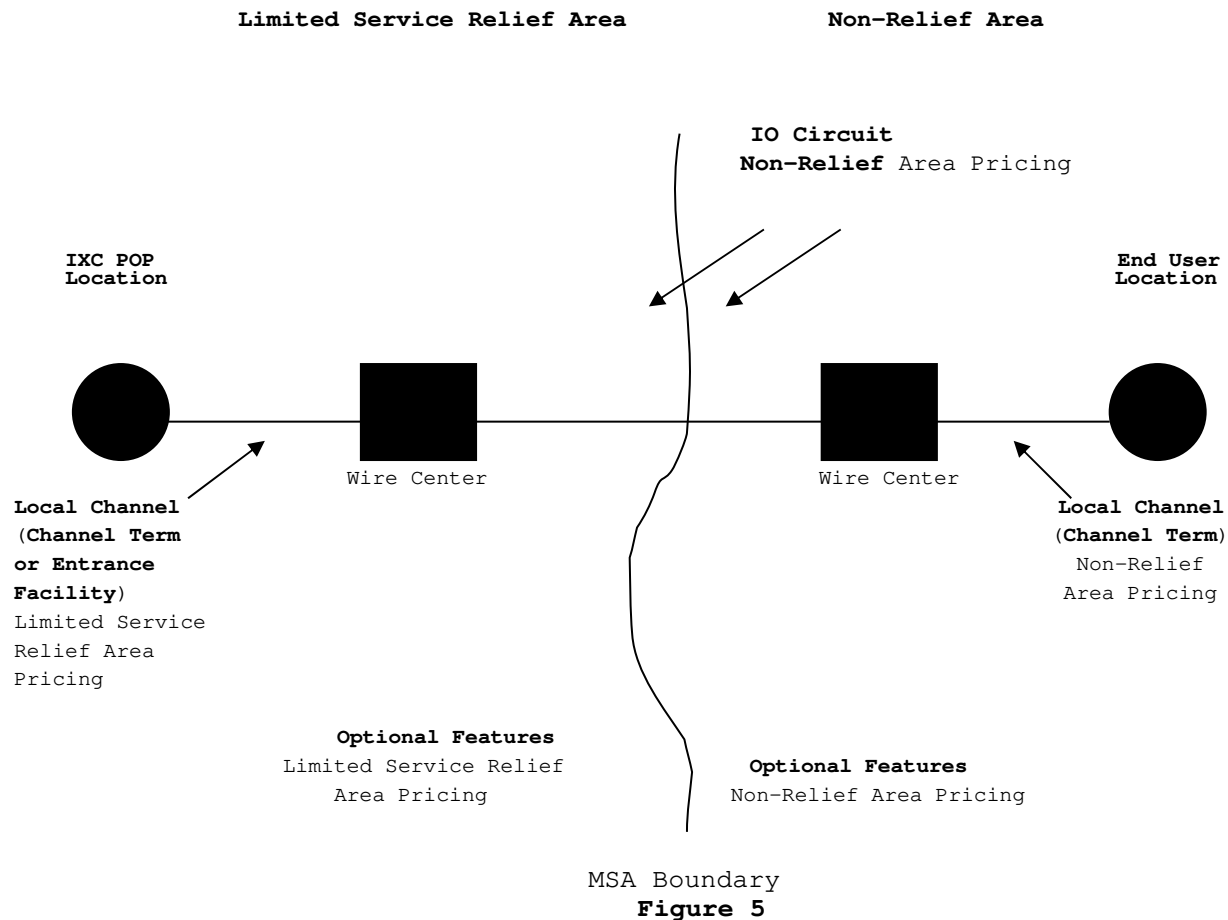 Limited Service Relief Area
Non-Relief Area
IO Circuit
Non-Relief Area Pricing
IXC POP
Location
End User
Location
Wire Center
Wire Center
Local Channel
(Channel Term
or Entrance
Facility)
Limited Service
Relief Area
Pricing
Local Channel
(Channel Term)
Non-Relief
Area Pricing
Optional Features
Limited Service Relief
Area Pricing
Optional Features
Non-Relief Area Pricing
MSA Boundary
Figure 5